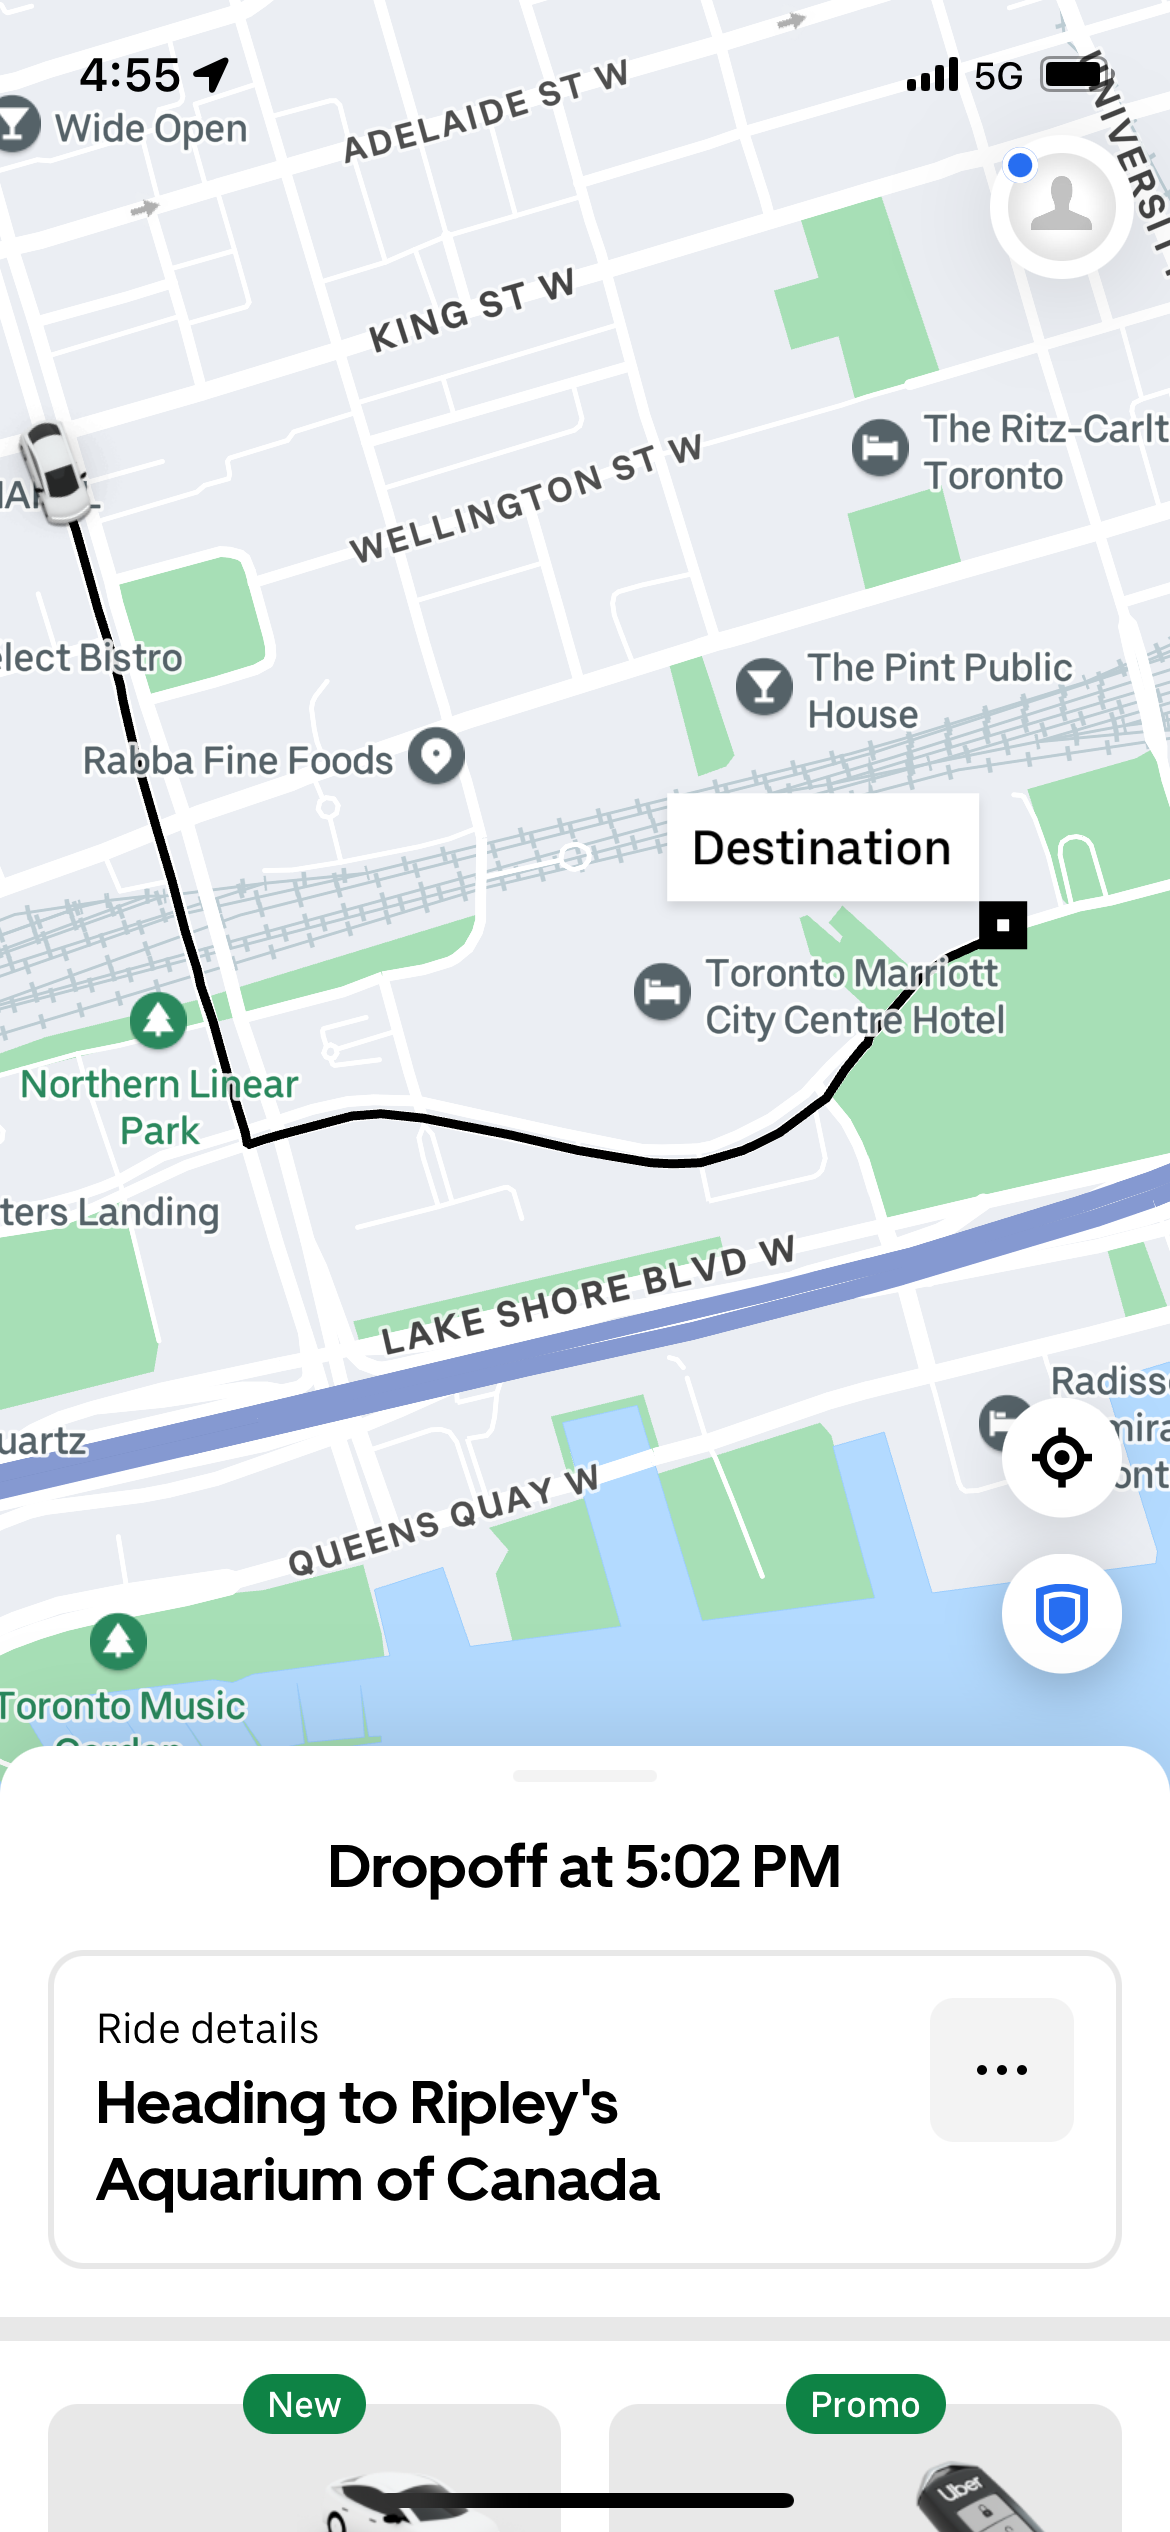 4:55
5G
Wide Open
ADELAIDE ST W
KING ST W
The Ritz-Carlt
Toronto
WELLINGTON ST W
lect Bistro
The Pint Public
House
Rabba Fine Foods
Destination
Toronto Marriott
City Centre Hotel
Northern Linear
Park
ters Landing
LAKE SHORE BLVD W
Radiss
uartz
QUEENS QUAY W
Toronto Music
Dropoff at 5:02 PM
Ride details
Heading to Ripley's
Aquarium of Canada
New
Promo
Uber